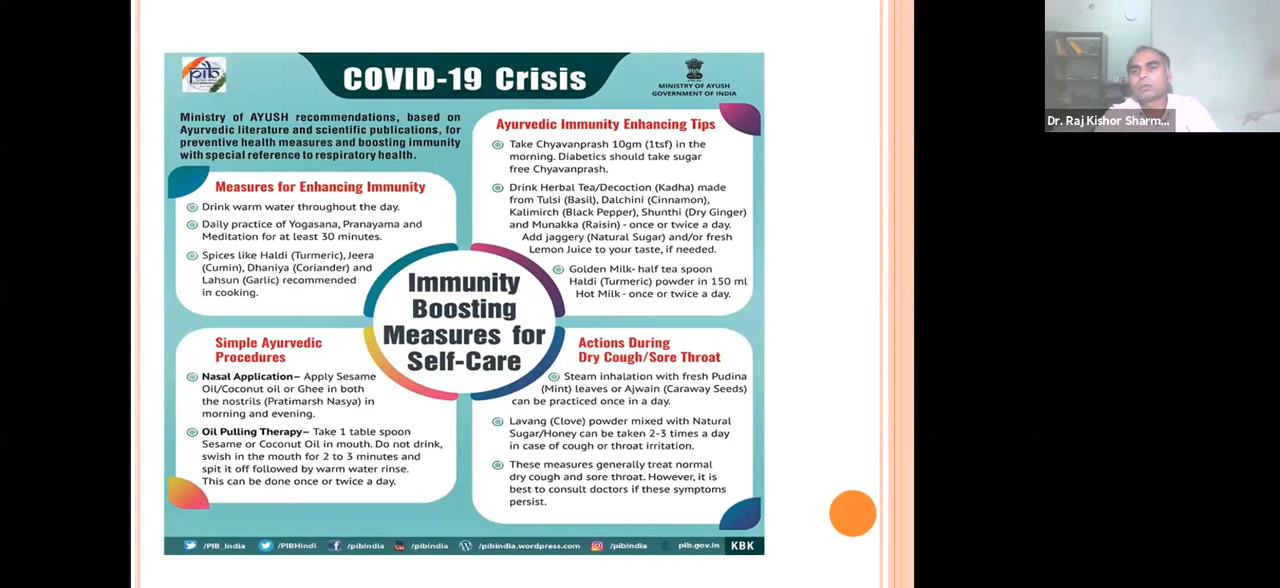 pib
COVID-19 Crisis
MINISTRY OF AYUSH
GOVERNMENT OF INDIA
Ministry of AYUSH recommendations, based on
Ayurvedic literature and scientific publications, for
preventive health measures and boosting immunity
with special reference to respiratory health.
Measures for Enhancing Immunity
Drink warm water throughout the day.
Daily practice of Yogasana, Pranayama and
Meditation for at least 30 minutes.
Spices like Haldi (Turmeric), Jeera
(Cumin), Dhaniya (Coriander) and
Lahsun (Garlic) recommended
in cooking.
Ayurvedic Immunity Enhancing Tips
Take Chyavanprash 10gm (1tsf) in the
morning. Diabetics should take sugar
free Chyavanprash.
Drink Herbal Tea/Decoction (Kadha) made
from Tulsi (Basil), Dalchini (Cinnamon),
Kalimirch (Black Pepper), Shunthi (Dry Ginger)
and Munakka (Raisin) - once or twice a day.
Add jaggery (Natural Sugar) and/or fresh
Lemon Juice to your taste, if needed.
Golden Milk- half tea spoon
Haldi (Turmeric) powder in 150 ml
Hot Milk - once or twice a day.
Immunity
Boosting
Measures for
Self-Care
Simple Ayurvedic
Procedures
Nasal Application– Apply Sesame
Oil/Coconut oil or Ghee in both
the nostrils (Pratimarsh Nasya) in
morning and evening.
Oil Pulling Therapy– Take 1 table spoon
Sesame or Coconut Oil in mouth. Do not drink,
swish in the mouth for 2 to 3 minutes and
spit it off followed by warm water rinse.
This can be done once or twice a day.
Actions During
Dry Cough/Sore Throat
Steam inhalation with fresh Pudina
(Mint) leaves or Ajwain (Caraway Seeds)
can be practiced once in a day.
Lavang (Clove) powder mixed with Natural
Sugar/Honey can be taken 2-3 times a day
in case of cough or throat irritation.
These measures generally treat normal
dry cough and sore throat. However, it is
best to consult doctors if these symptoms
persist.
/PIB_India /PIBHindi /pibindia /pibindia /pibindia.wordpress.com /pibindia pib.gov.in KBK
Dr. Raj Kishor Sharm...